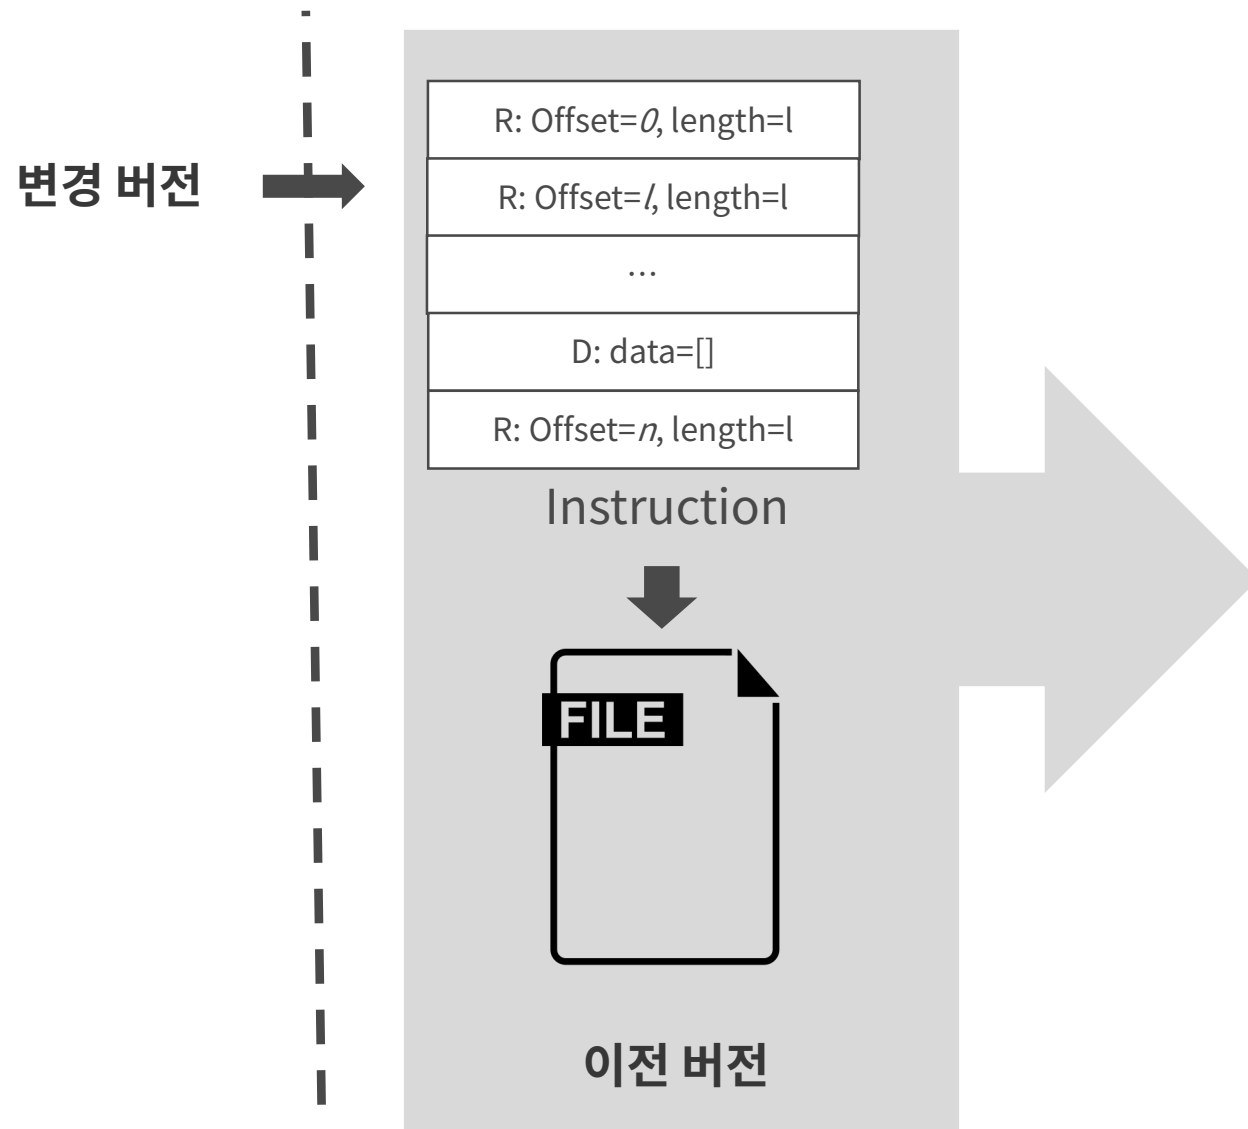 R: Offset=0, length=l
변경 버전
R: Offset=l, length=l
...
D: data=[]
R: Offset=n, length=l
Instruction
FILE
이전 버전